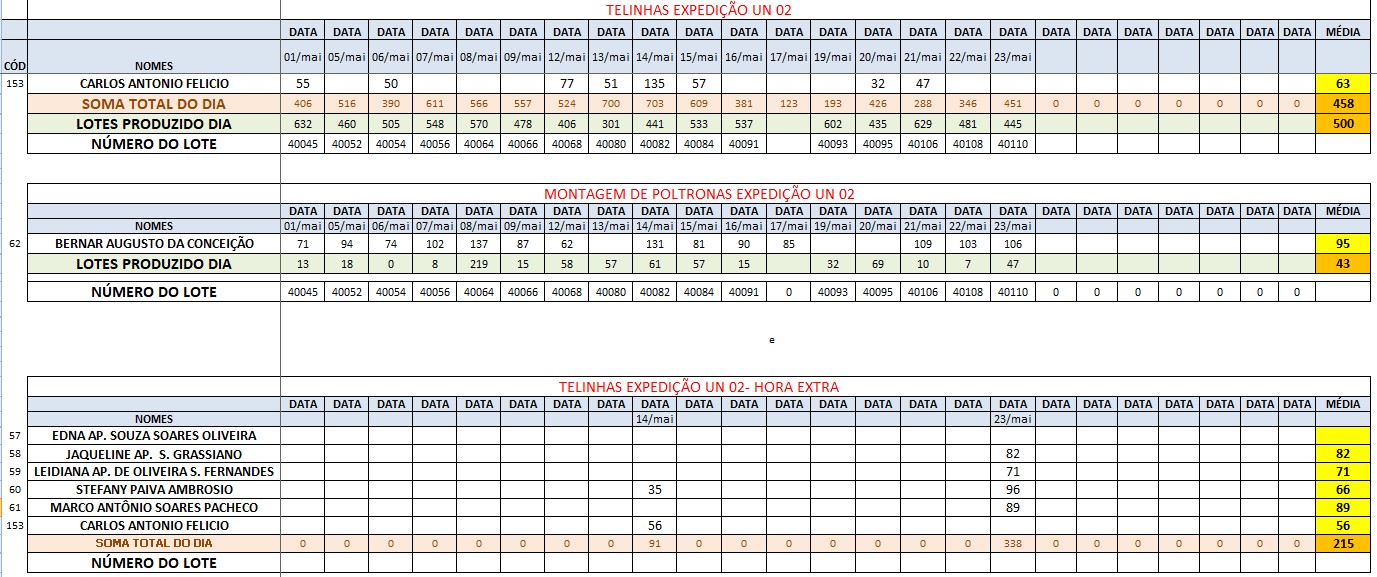 TELINHAS EXPEDIÇÃO UN 02
DATA DATA DATA DATA DATA DATA DATA DATA DATA DATA DATA DATA DATA DATA DATA DATA DATA DATA DATA DATA DATA DATA DATA DATA MÉDIA
CÓD NOMES 01/mai 05/mai 06/mai 07/mai 08/mai 09/mai 12/mai 13/mai 14/mai 15/mai 16/mai 17/mai 19/mai 20/mai 21/mai 22/mai 23/mai
153 CARLOS ANTONIO FELICIO 55 50 77 51 135 57 32 47 63
SOMA TOTAL DO DIA 406 516 390 611 566 557 524 700 703 609 381 123 193 426 288 346 451 0 0 0 0 0 0 0 458
LOTES PRODUZIDO DIA 632 460 505 548 570 478 406 301 441 533 537 602 435 629 481 445 500
NÚMERO DO LOTE 40045 40052 40054 40056 40064 40066 40068 40080 40082 40084 40091 40093 40095 40106 40108 40110
MONTAGEM DE POLTRONAS EXPEDIÇÃO UN 02
DATA DATA DATA DATA DATA DATA DATA DATA DATA DATA DATA DATA DATA DATA DATA DATA DATA DATA DATA DATA DATA DATA DATA DATA MÉDIA
NOMES 01/mai 05/mai 06/mai 07/mai 08/mai 09/mai 12/mai 13/mai 14/mai 15/mai 16/mai 17/mai 19/mai 20/mai 21/mai 22/mai 23/mai
62 BERNAR AUGUSTO DA CONCEIÇÃO 71 94 74 102 137 87 62 131 81 90 85 109 103 106 95
LOTES PRODUZIDO DIA 13 18 0 8 219 15 58 57 61 57 15 32 69 10 7 47 43
NÚMERO DO LOTE 40045 40052 40054 40056 40064 40066 40068 40080 40082 40084 40091 0 40093 40095 40106 40108 40110 0 0 0 0 0 0 0
e
TELINHAS EXPEDIÇÃO UN 02- HORA EXTRA
DATA DATA DATA DATA DATA DATA DATA DATA DATA DATA DATA DATA DATA DATA DATA DATA DATA DATA DATA DATA DATA DATA DATA DATA MÉDIA
NOMES 14/mai 23/mai
57 EDNA AP. SOUZA SOARES OLIVEIRA
58 JAQUELINE AP. S. GRASSIANO 82 82
59 LEIDIANA AP. DE OLIVEIRA S. FERNANDES 71 71
60 STEFANY PAIVA AMBROSIO 35 96 66
61 MARCO ANTÔNIO SOARES PACHECO 89 89
153 CARLOS ANTONIO FELICIO 56 56
SOMA TOTAL DO DIA 0 0 0 0 0 0 0 0 91 0 0 0 0 0 0 0 338 0 0 0 0 0 0 0 215
NÚMERO DO LOTE